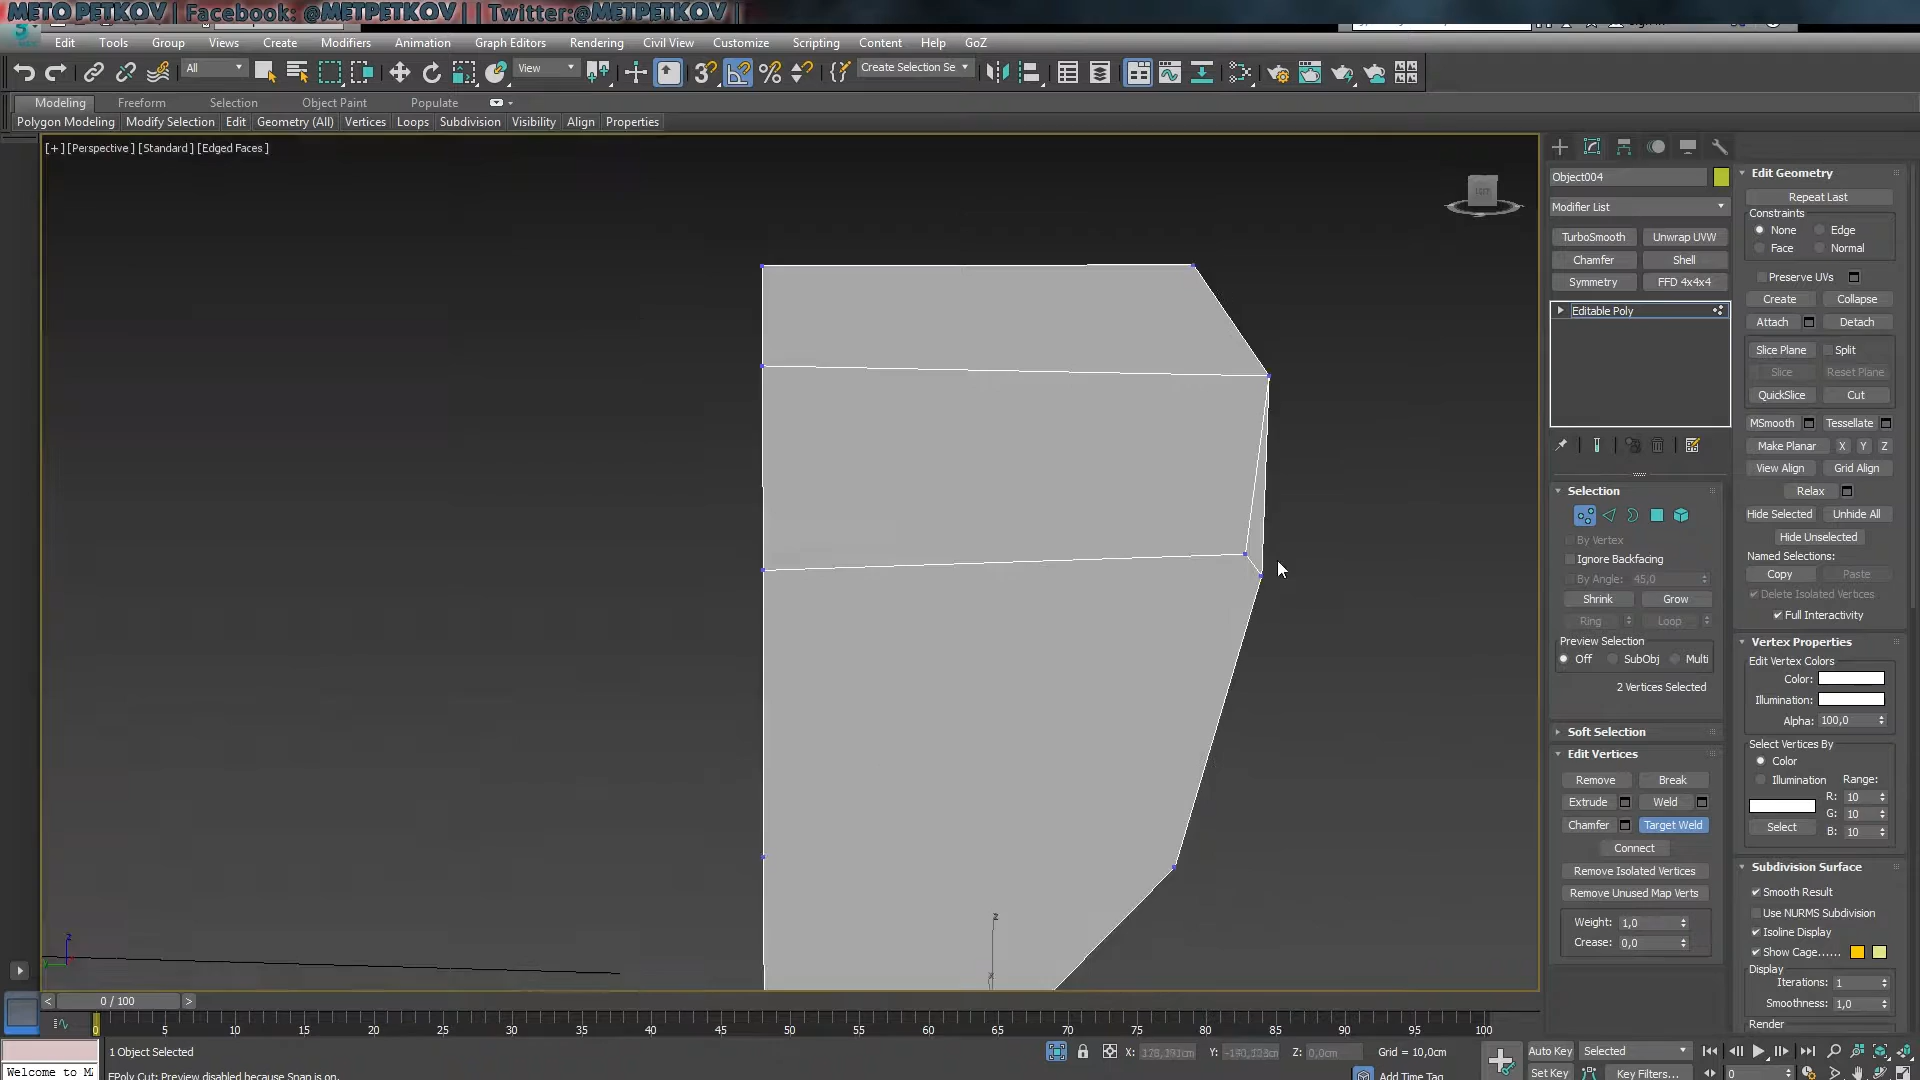 METO PETKOV | Facebook: @METPETKOV | | Twitter:@METPETKOV |
Edit Tools Group Views Create Modifiers Animation Graph Editors Rendering Civil View Customize Scripting Content Help GoZ
All View Create Selection Se
Modeling Freeform Selection Object Paint Populate
Polygon Modeling Modify Selection Edit Geometry (All) Vertices Loops Subdivision Visibility Align Properties
[+] [Perspective ] [Standard ] [Edged Faces ]
Object004
Modifier List
TurboSmooth Unwrap UVW
Chamfer Shell
Symmetry FFD 4x4x4
Editable Poly
Selection
By Vertex
Ignore Backfacing
By Angle: 45,0
Shrink Grow
Ring Loop
Preview Selection
Off SubObj Multi
2 Vertices Selected
Soft Selection
Edit Vertices
Remove Break
Extrude Weld
Chamfer Target Weld
Connect
Remove Isolated Vertices
Remove Unused Map Verts
Weight: 1,0
Crease: 0,0
Edit Geometry
Repeat Last
Constraints
None Edge
Face Normal
Preserve UVs
Create Collapse
Attach Detach
Slice Plane Split
Slice Reset Plane
QuickSlice Cut
MSmooth Tessellate
Make Planar X Y Z
View Align Grid Align
Relax
Hide Selected Unhide All
Hide Unselected
Named Selections:
Copy Paste
Delete Isolated Vertices
Full Interactivity
Vertex Properties
Edit Vertex Colors
Color:
Illumination:
Alpha: 100,0
Select Vertices By
Color
Illumination Range:
R: 10
G: 10
Select B: 10
Subdivision Surface
Smooth Result
Use NURMS Subdivision
Isoline Display
Show Cage......
Display
Iterations: 1
Smoothness: 1,0
Render
z
z
< 0 / 100 >
0 5 10 15 20 25 30 35 40 45 50 55 60 65 70 75 80 85 90 95 100
1 Object Selected X: Y: Z: 0,0cm Grid = 10,0cm Auto Key Selected
Welcome to M
EPoly Cut: Preview disabled because Snap is on.
Add Time Tag Set Key Key Filters... 0